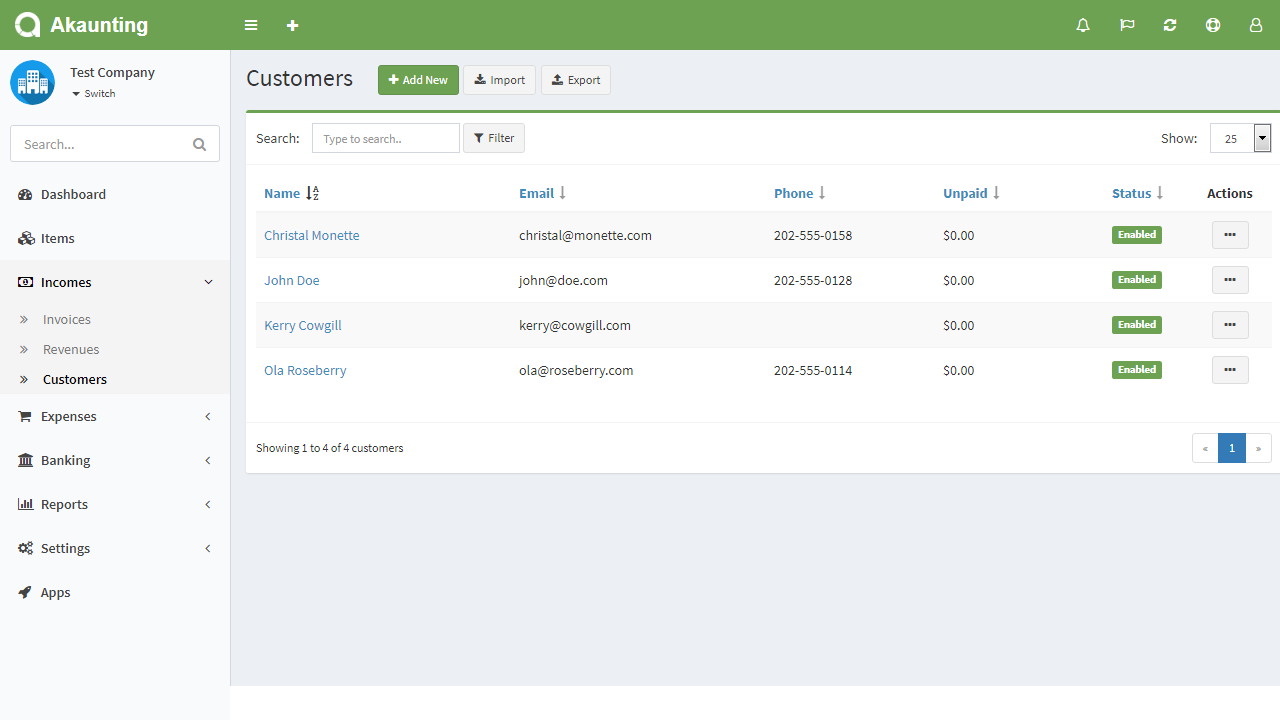 Akaunting
Test Company
Switch
Search...
Dashboard
Items
Incomes
Invoices
Revenues
Customers
Expenses
Banking
Reports
Settings
Apps
Customers Add New Import Export
Search: Type to search.. Filter Show: 25
Name Email Phone Unpaid Status Actions
Christal Monette christal@monette.com 202-555-0158 $0.00 Enabled
John Doe john@doe.com 202-555-0128 $0.00 Enabled
Kerry Cowgill kerry@cowgill.com $0.00 Enabled
Ola Roseberry ola@roseberry.com 202-555-0114 $0.00 Enabled
Showing 1 to 4 of 4 customers « 1 »